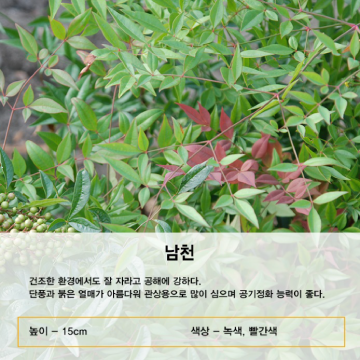 남천
건조한 환경에서도 잘 자라고 공해에 강하다.
단풍과 붉은 열매가 아름다워 관상용으로 많이 심으며 공기정화 능력이 좋다.
높이 - 15cm 색상 - 녹색, 빨간색